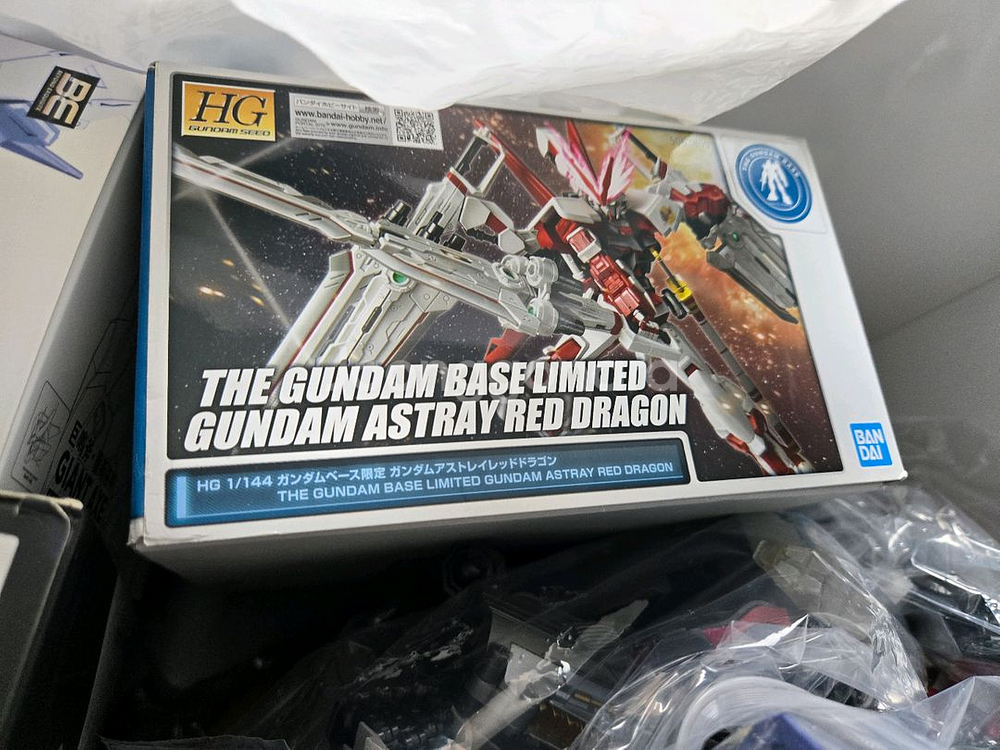 HG
GUNDAM SEED
バンダイホビーサイト
www.bandai-hobby.net/
www.gundam.info
THE GUNDAM BASE
THE GUNDAM BASE LIMITED
GUNDAM ASTRAY RED DRAGON
HG 1/144 ガンダムベース限定 ガンダムアストレイレッドドラゴン
THE GUNDAM BASE LIMITED GUNDAM ASTRAY RED DRAGON
BAN
DAI